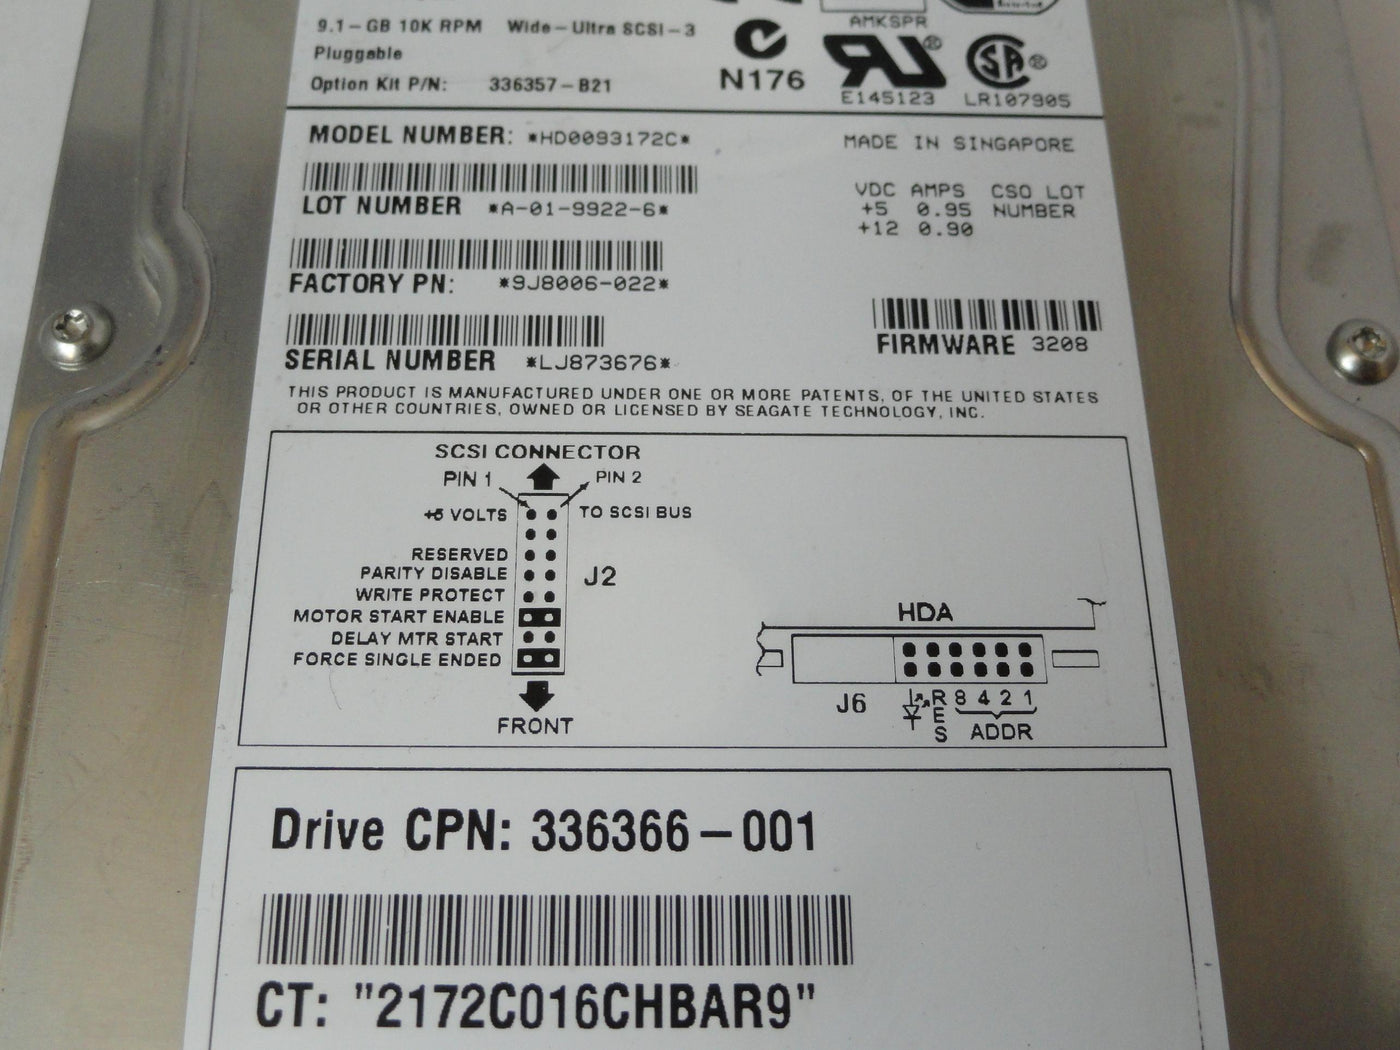 9.1-GB 10K RPM Wide-Ultra SCSI-3
Pluggable
Option Kit P/N: 336357-B21
N176
AMKSPR
E145123
LR107905
MODEL NUMBER: *HD0093172C*
MADE IN SINGAPORE
LOT NUMBER *A-01-9922-6*
VDC AMPS CSO LOT
+5 0.95 NUMBER
+12 0.90
FACTORY PN: *9J8006-022*
SERIAL NUMBER *LJ873676*
FIRMWARE 3208
THIS PRODUCT IS MANUFACTURED UNDER ONE OR MORE PATENTS, OF THE UNITED STATES
OR OTHER COUNTRIES, OWNED OR LICENSED BY SEAGATE TECHNOLOGY, INC.
SCSI CONNECTOR
PIN 1 PIN 2
+5 VOLTS TO SCSI BUS
RESERVED
PARITY DISABLE J2
WRITE PROTECT
MOTOR START ENABLE
DELAY MTR START
FORCE SINGLE ENDED
FRONT
HDA
J6 RES 8 4 2 1
ADDR
Drive CPN: 336366-001
CT: "2172C016CHBAR9"